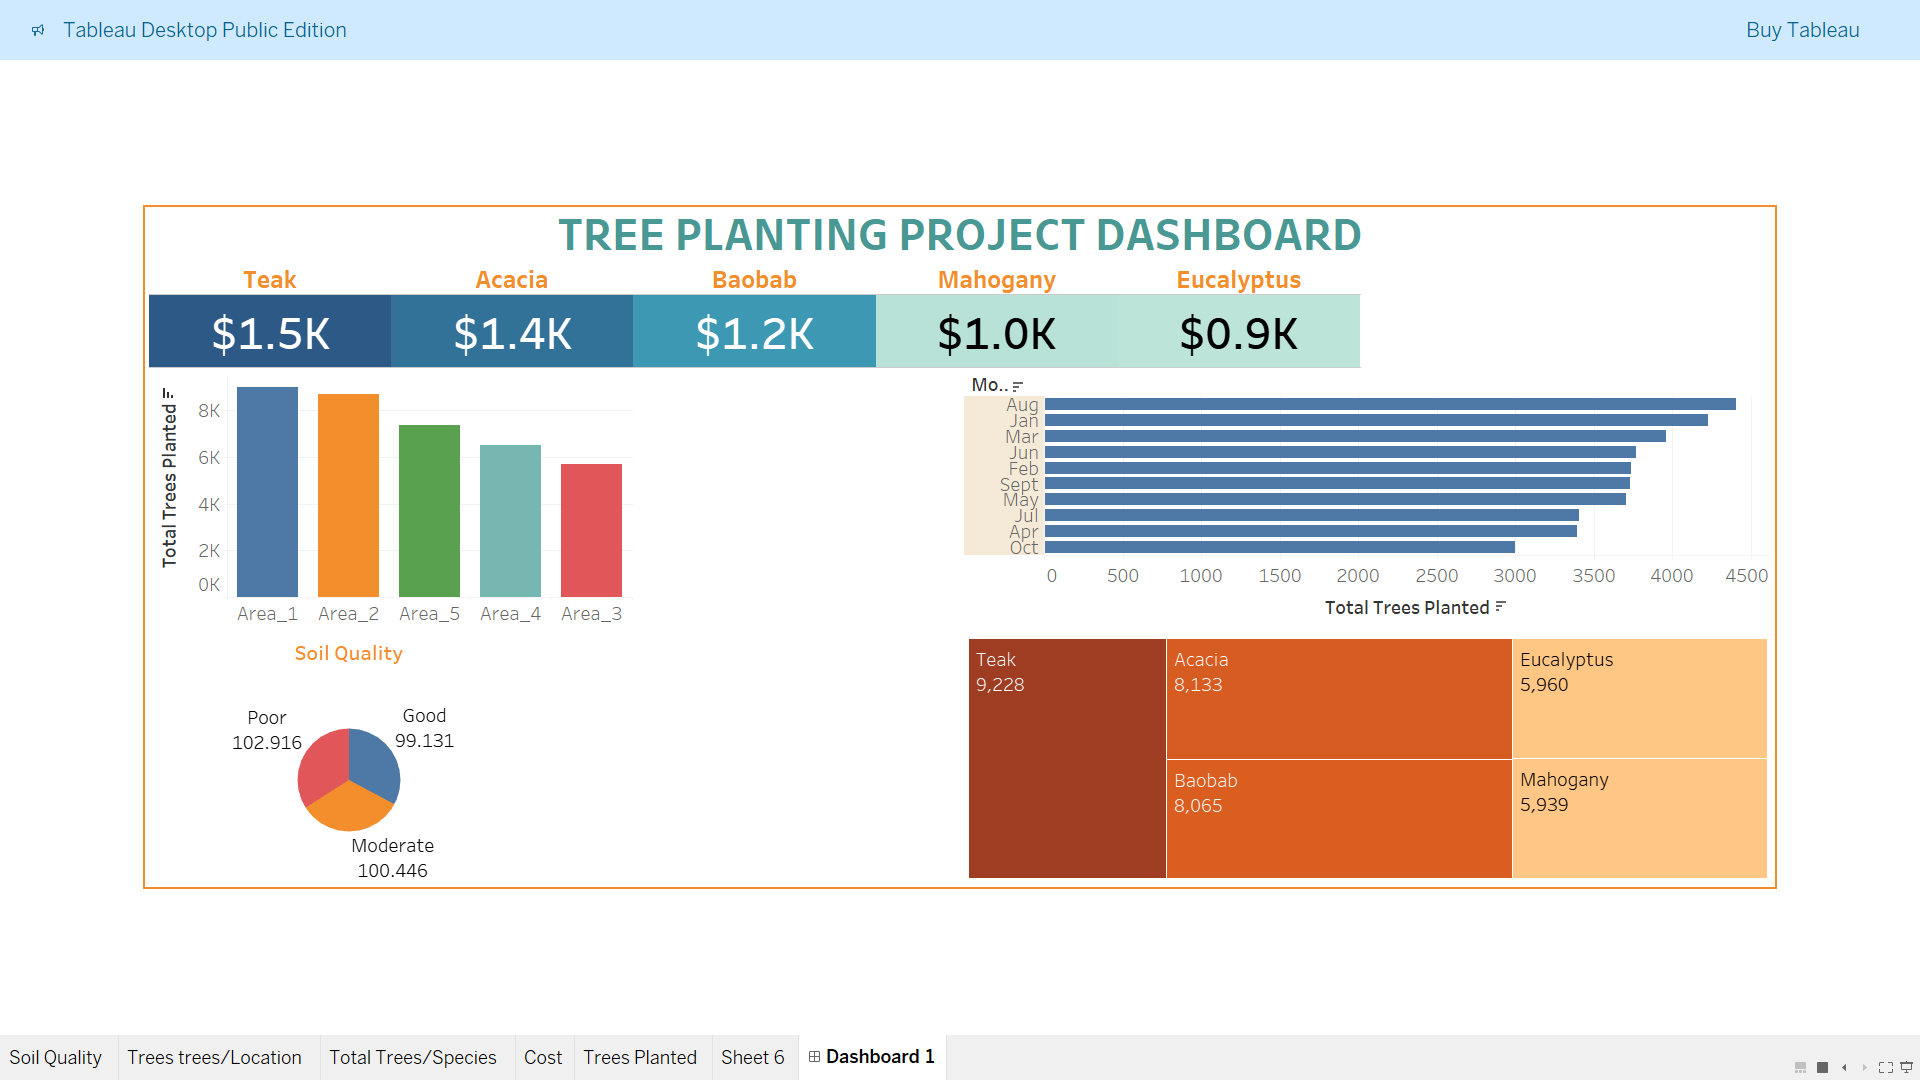 Tableau Desktop Public Edition
Buy Tableau
TREE PLANTING PROJECT DASHBOARD
Teak Acacia Baobab Mahogany Eucalyptus
$1.5K $1.4K $1.2K $1.0K $0.9K
Total Trees Planted
8K
6K
4K
2K
0K
Area_1 Area_2 Area_5 Area_4 Area_3
Mo..
Aug
Jan
Mar
Jun
Feb
Sept
May
Jul
Apr
Oct
0 500 1000 1500 2000 2500 3000 3500 4000 4500
Total Trees Planted
Soil Quality
Poor
102.916
Good
99.131
Moderate
100.446
Teak
9,228
Acacia
8,133
Baobab
8,065
Eucalyptus
5,960
Mahogany
5,939
Soil Quality Trees trees/Location Total Trees/Species Cost Trees Planted Sheet 6 Dashboard 1